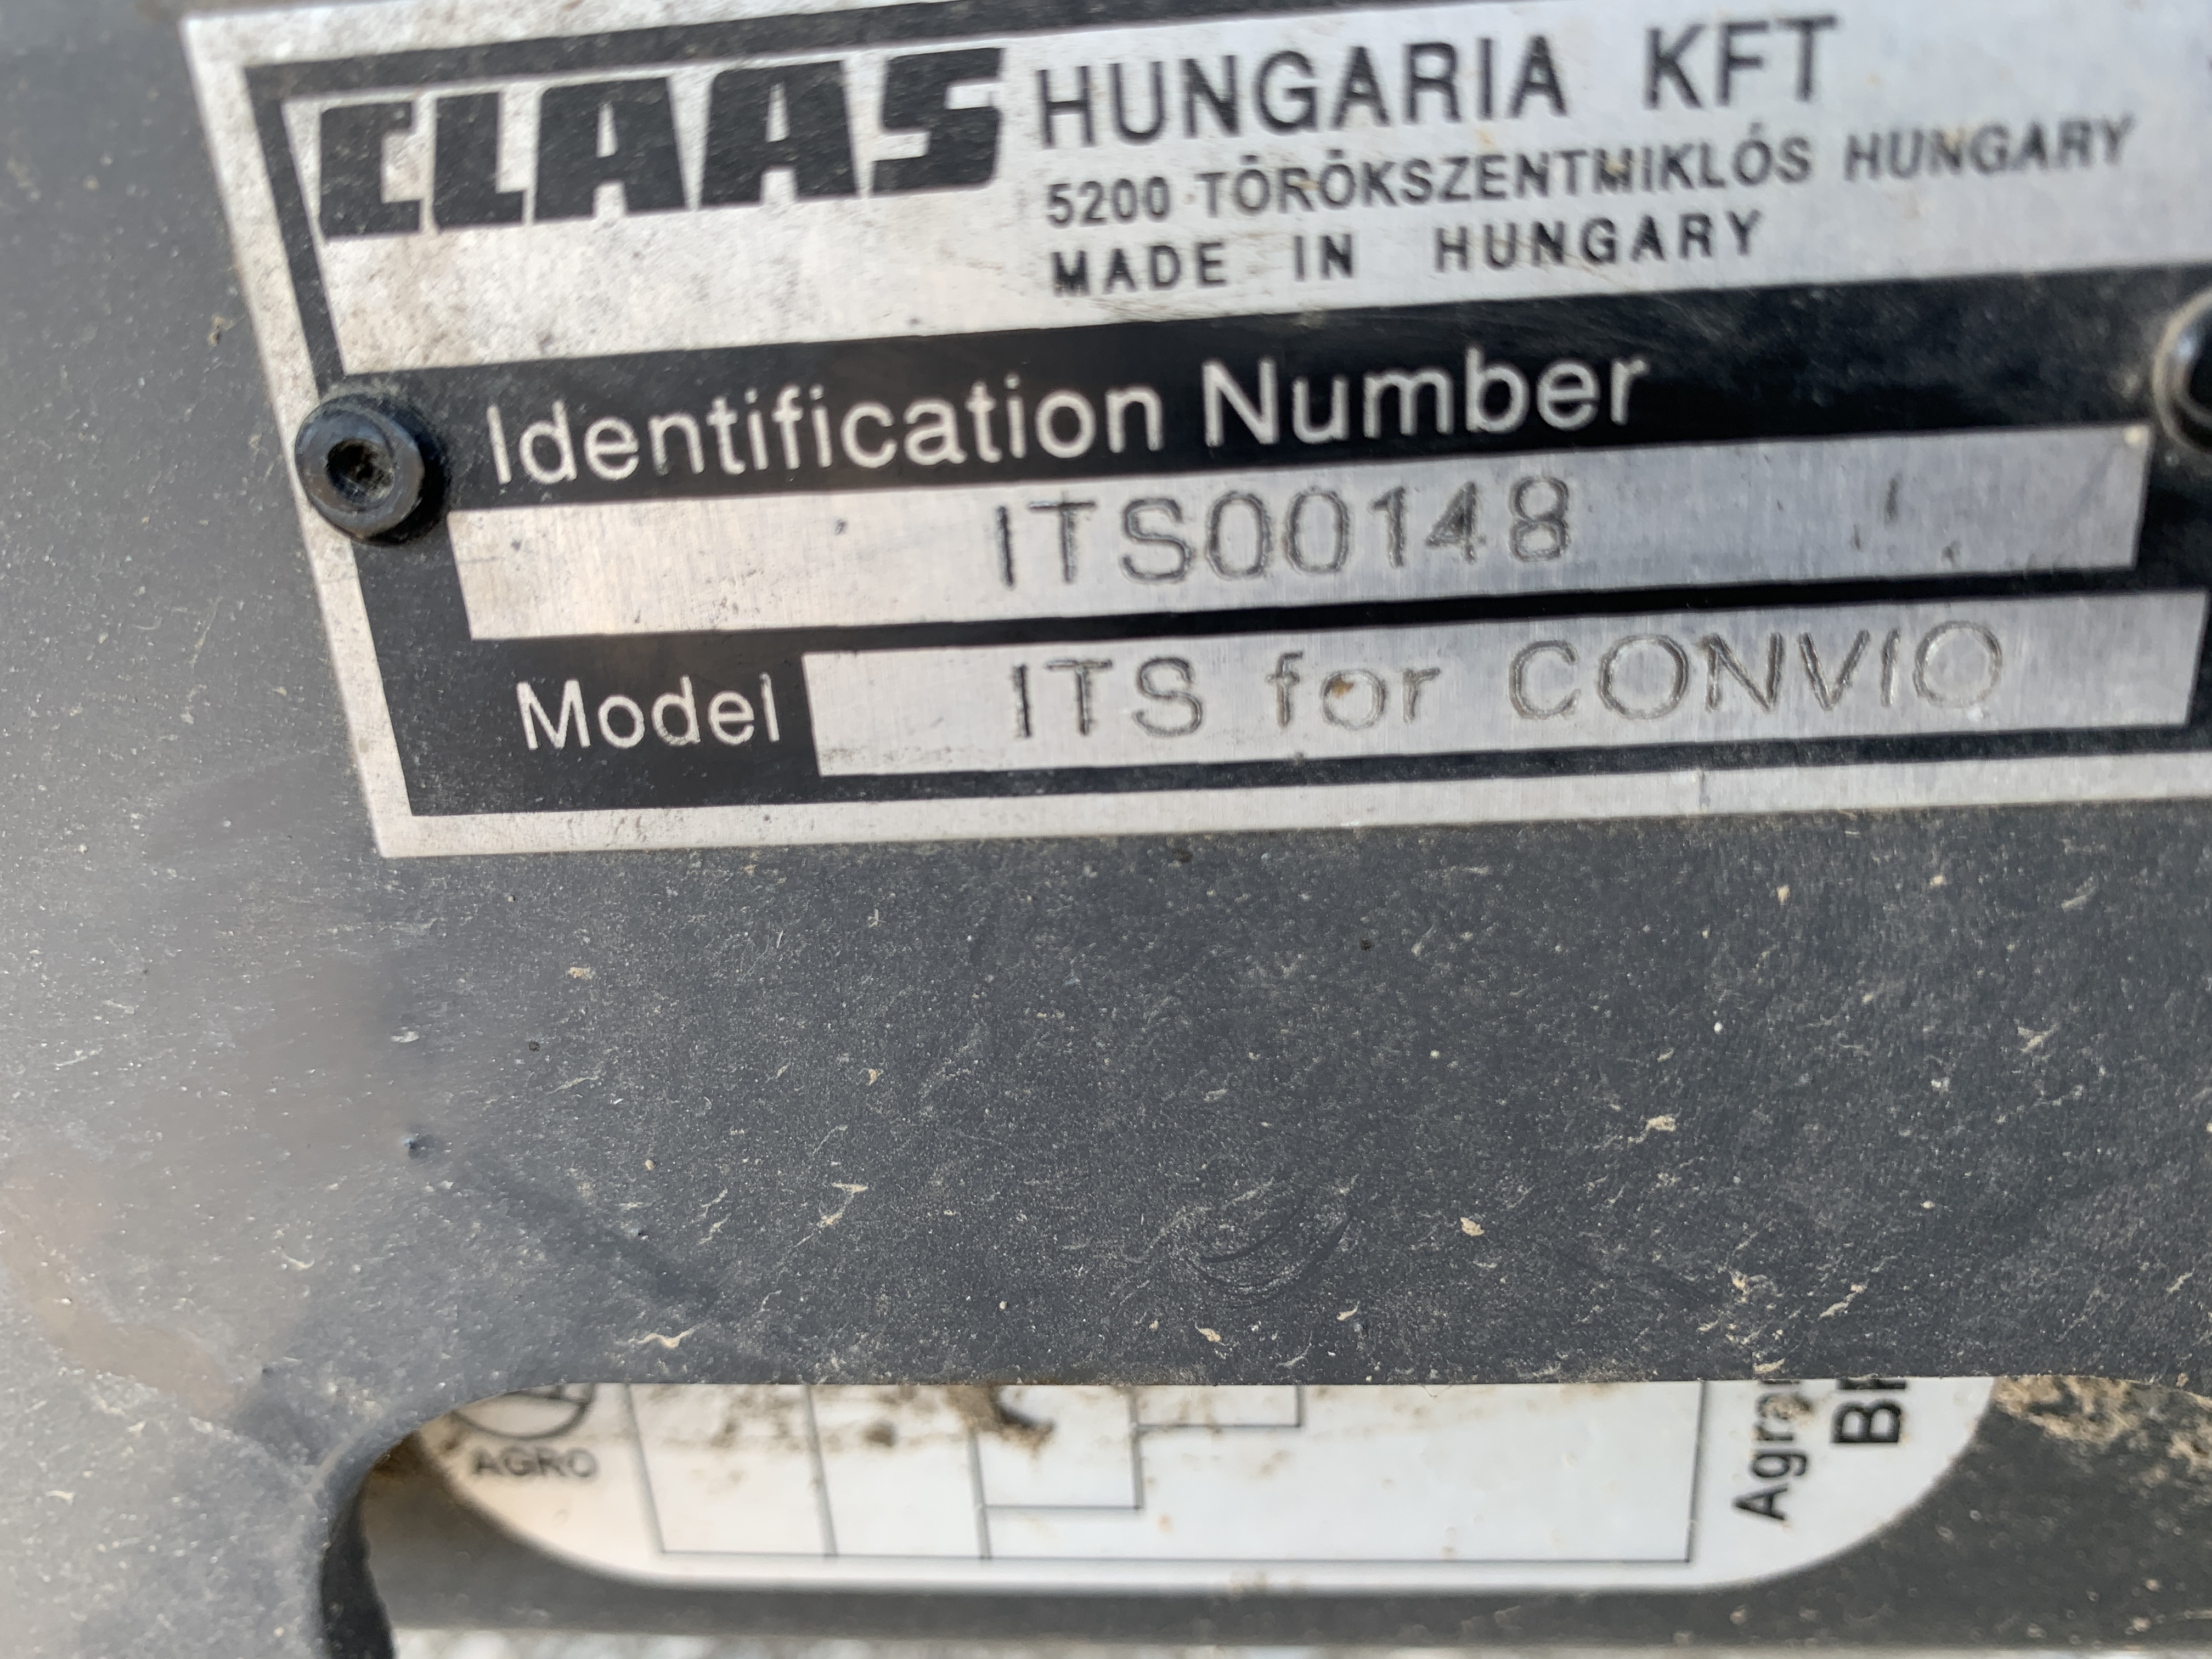 CLAAS HUNGARIA KFT
5200 TÖRÖKSZENTMIKLÓS HUNGARY
MADE IN HUNGARY
Identification Number
ITS00148
Model ITS for CONVIO
AGRO